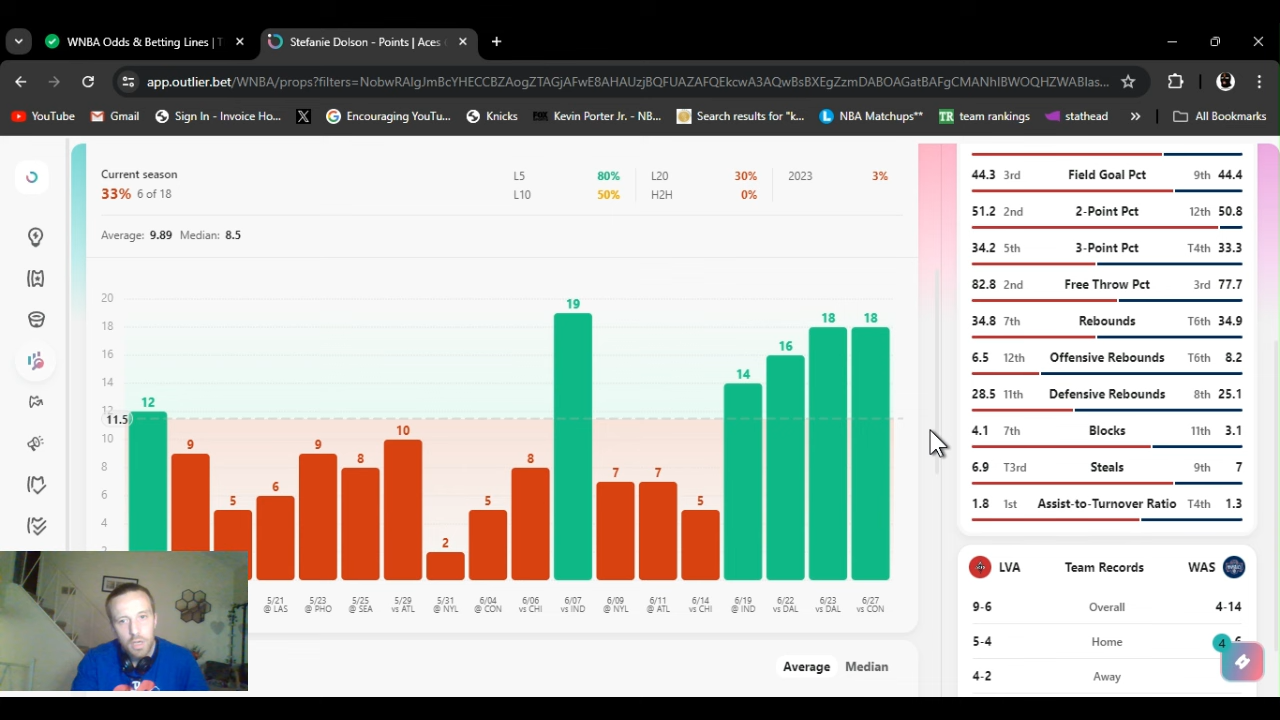 WNBA Odds & Betting Lines | T
Stefanie Dolson - Points | Aces
app.outlier.bet/WNBA/props?filters=
YouTube
Gmail
Sign In - Invoice Ho...
Encouraging YouTu...
Knicks
Kevin Porter Jr. - NB...
Search results for "k...
NBA Matchups**
TR team rankings
stathead
»
All Bookmarks
Current season
33% 6 of 18
L5 80% L20 30% 2023 3%
L10 50% H2H 0%
Average: 9.89 Median: 8.5
20
18
16
14
12
11.5
10
8
6
4
2
12 9 5 6 9 8 10 2 5 8 19 7 7 5 14 16 18 18
5/21 5/23 5/25 5/29 5/31 6/04 6/06 6/07 6/09 6/11 6/14 6/19 6/22 6/23 6/27
@ LAS @ PHO @ SEA vs ATL @ NYL @ CON vs CHI vs IND @ NYL @ ATL vs CHI @ IND vs DAL @ DAL vs CON
Average Median
44.3 3rd Field Goal Pct 9th 44.4
51.2 2nd 2-Point Pct 12th 50.8
34.2 5th 3-Point Pct T4th 33.3
82.8 2nd Free Throw Pct 3rd 77.7
34.8 7th Rebounds T6th 34.9
6.5 12th Offensive Rebounds T6th 8.2
28.5 11th Defensive Rebounds 8th 25.1
4.1 7th Blocks 11th 3.1
6.9 T3rd Steals 9th 7
1.8 1st Assist-to-Turnover Ratio T4th 1.3
LVA Team Records WAS
9-6 Overall 4-14
5-4 Home 6
4
4-2 Away